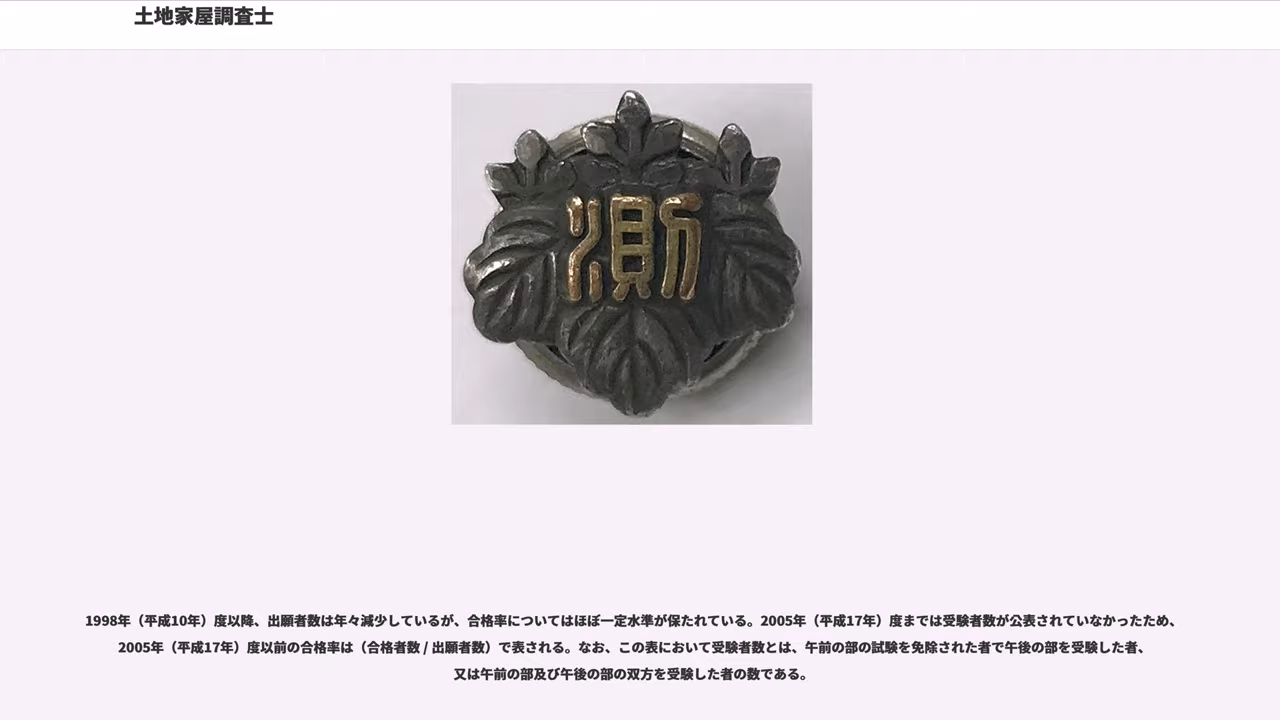 土地家屋調査士
測
1998年（平成10年）度以降、出願者数は年々減少しているが、合格率についてはほぼ一定水準が保たれている。2005年（平成17年）度までは受験者数が公表されていなかったため、
2005年（平成17年）度以前の合格率は（合格者数 / 出願者数）で表される。なお、この表において受験者数とは、午前の部の試験を免除された者で午後の部を受験した者、
又は午前の部及び午後の部の双方を受験した者の数である。